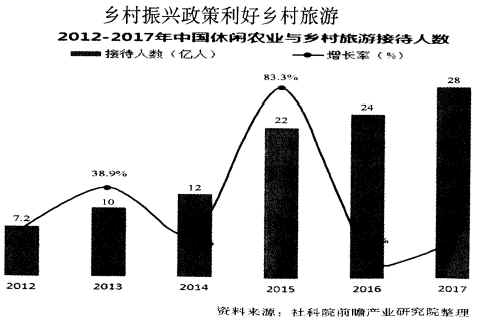 乡村振兴政策利好乡村旅游
2012-2017年中国休闲农业与乡村旅游接待人数
接待人数（亿人） 增长率（%）
83.3%
28
24
22
38.9%
12
10
7.2
%
2012 2013 2014 2015 2016 2017
资料来源：社科院前瞻产业研究院整理